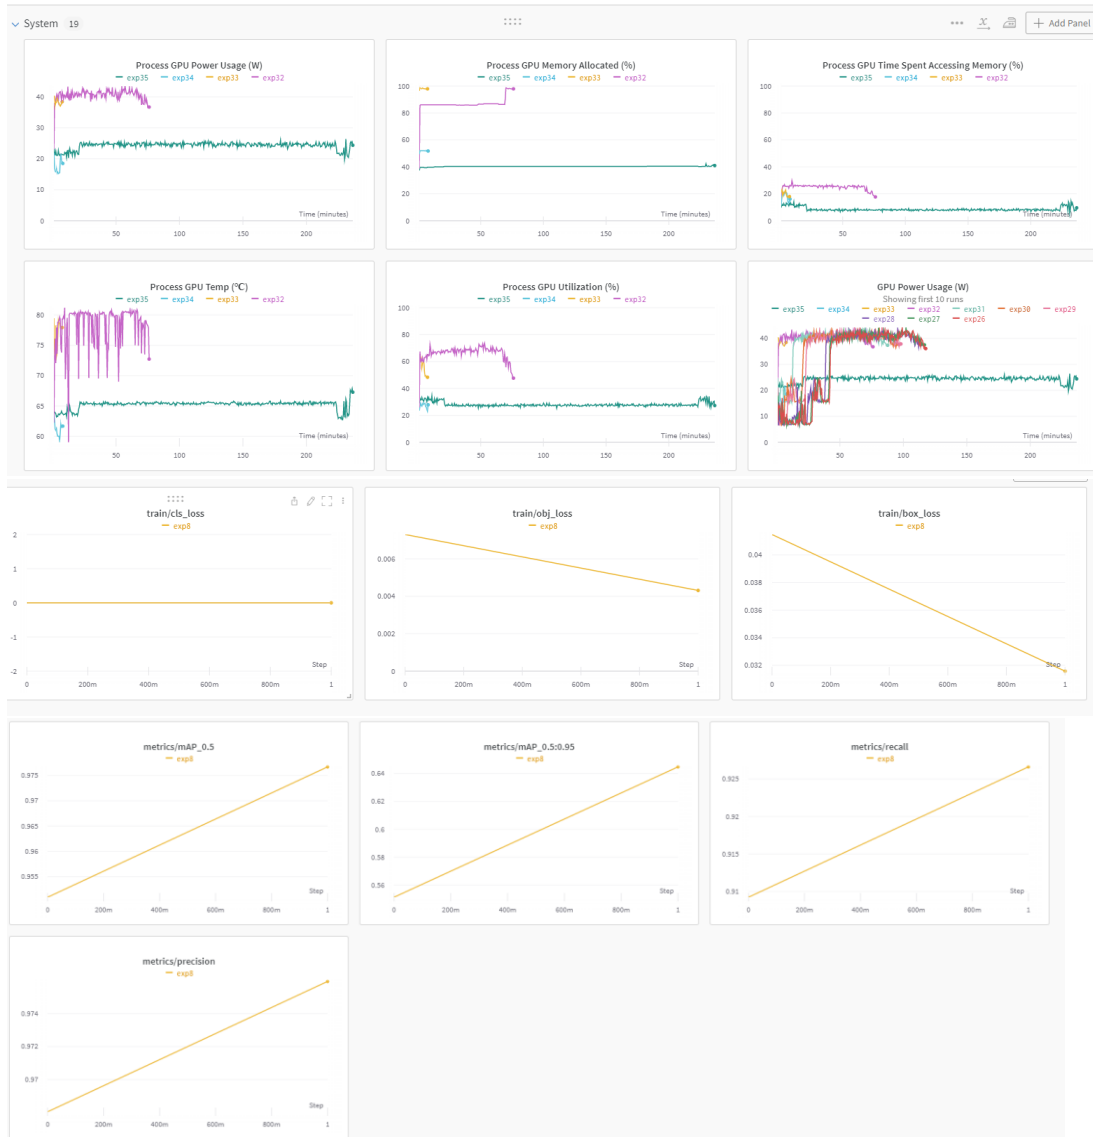 System 19
Add Panel
Process GPU Power Usage (W)
exp35 exp34 exp33 exp32
40
30
20
10
0
Time (minutes)
50 100 150 200
Process GPU Memory Allocated (%)
exp35 exp34 exp33 exp32
100
80
60
40
20
0
Time (minutes)
50 100 150 200
Process GPU Time Spent Accessing Memory (%)
exp35 exp34 exp33 exp32
100
80
60
40
20
0
Time (minutes)
50 100 150 200
Process GPU Temp (℃)
exp35 exp34 exp33 exp32
80
75
70
65
60
Time (minutes)
50 100 150 200
Process GPU Utilization (%)
exp35 exp34 exp33 exp32
100
80
60
40
20
0
Time (minutes)
50 100 150 200
GPU Power Usage (W)
Showing first 10 runs
exp35 exp34 exp33 exp32 exp31 exp30 exp29
exp28 exp27 exp26
40
30
20
10
0
Time (minutes)
50 100 150 200
train/cls_loss
exp8
2
1
0
-1
-2
Step
0 200m 400m 600m 800m 1
train/obj_loss
exp8
0.006
0.004
0.002
0
Step
0 200m 400m 600m 800m 1
train/box_loss
exp8
0.04
0.038
0.036
0.034
0.032
Step
0 200m 400m 600m 800m 1
metrics/mAP_0.5
exp8
0.975
0.97
0.965
0.96
0.955
Step
0 200m 400m 600m 800m 1
metrics/mAP_0.5:0.95
exp8
0.64
0.62
0.6
0.58
0.56
Step
0 200m 400m 600m 800m 1
metrics/recall
exp8
0.925
0.92
0.915
0.91
Step
0 200m 400m 600m 800m 1
metrics/precision
exp8
0.974
0.972
0.97
Step
0 200m 400m 600m 800m 1